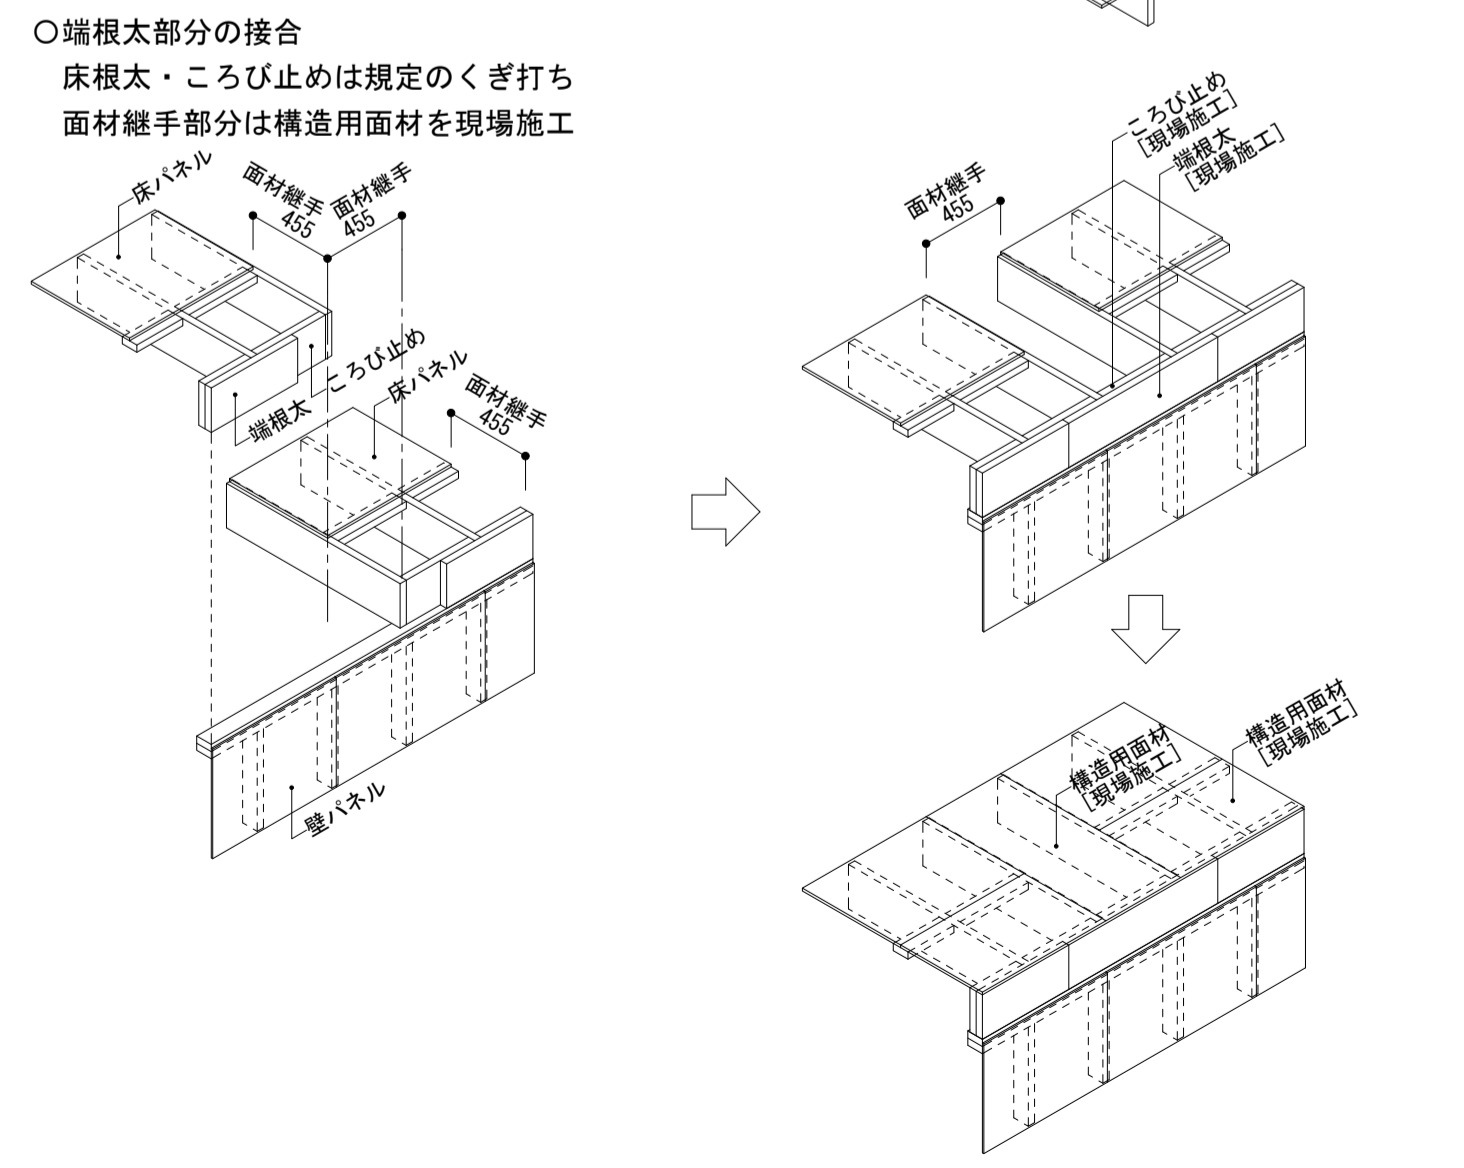 ○端根太部分の接合
床根太・ころび止めは規定のくぎ打ち
面材継手部分は構造用面材を現場施工
床パネル
面材継手
455
面材継手
455
ころび止め
端根太
床パネル
面材継手
455
壁パネル
面材継手
455
ころび止め
[現場施工]
端根太
[現場施工]
構造用面材
[現場施工]
構造用面材
[現場施工]